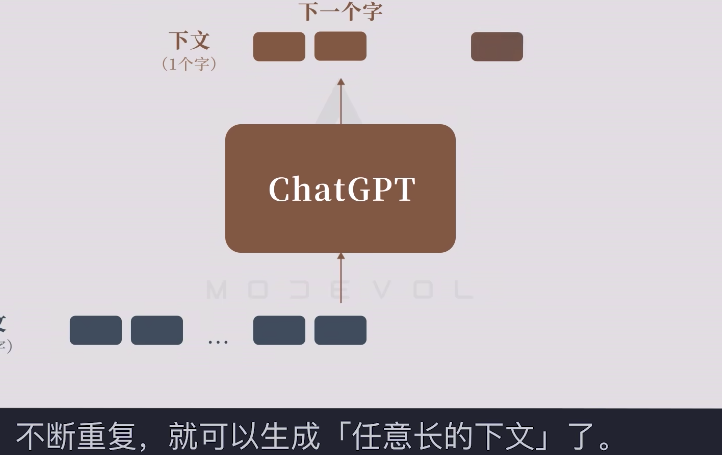 下一个字
下文
（1个字）
ChatGPT
MODEVOL
文
字）
...
不断重复，就可以生成「任意长的下文」了。